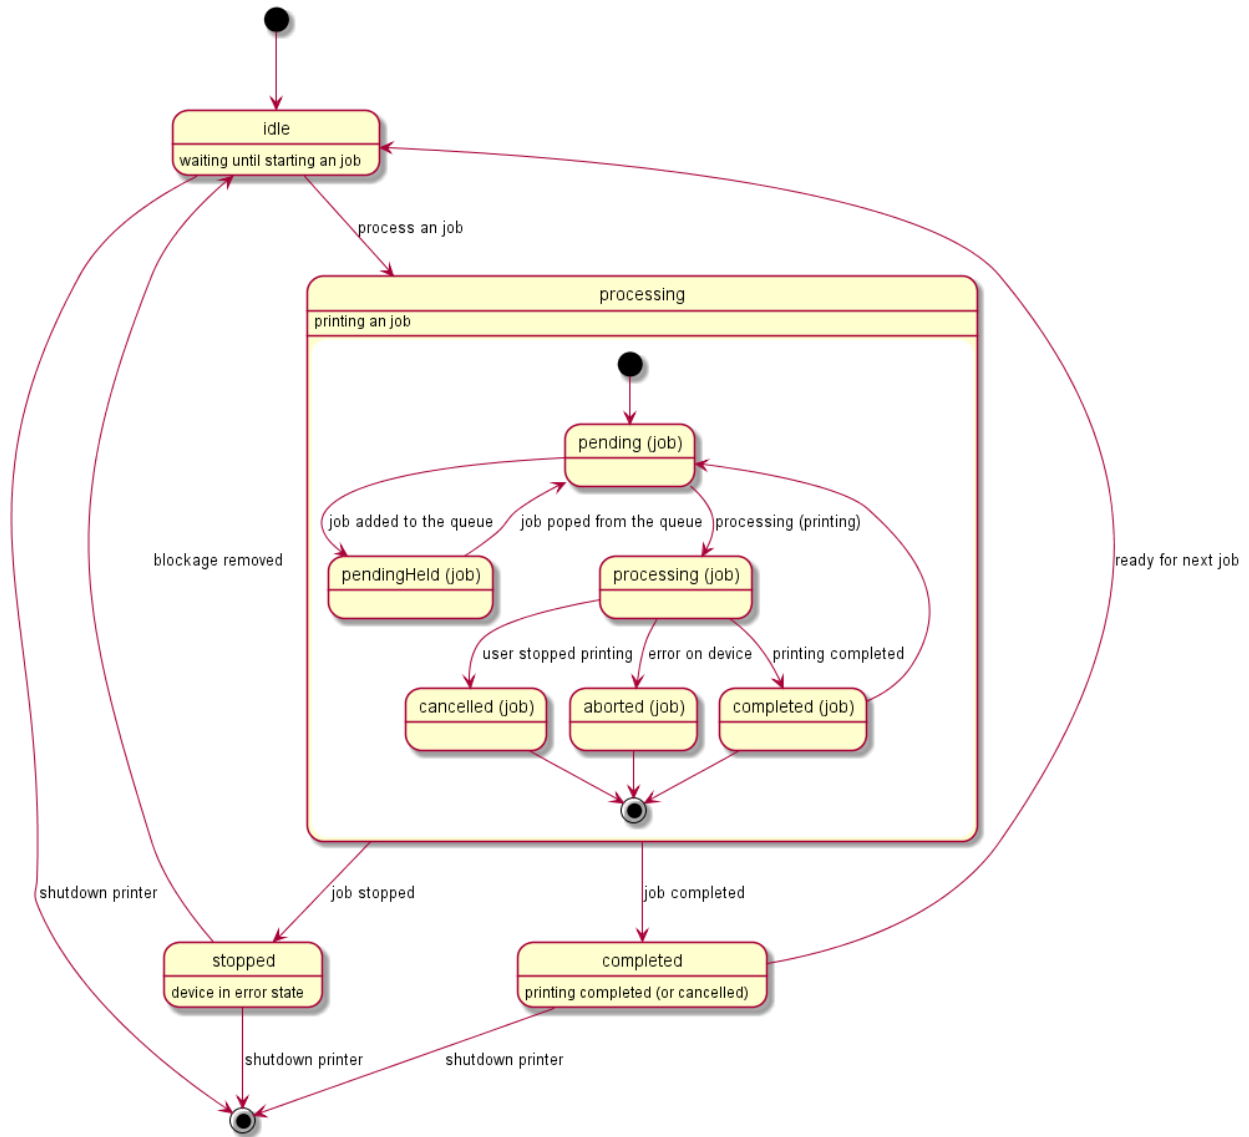 idle
waiting until starting an job
process an job
processing
printing an job
pending (job)
job added to the queue
job poped from the queue
processing (printing)
blockage removed
ready for next job
pendingHeld (job)
processing (job)
user stopped printing
error on device
printing completed
cancelled (job)
aborted (job)
completed (job)
shutdown printer
job stopped
job completed
stopped
device in error state
completed
printing completed (or cancelled)
shutdown printer
shutdown printer